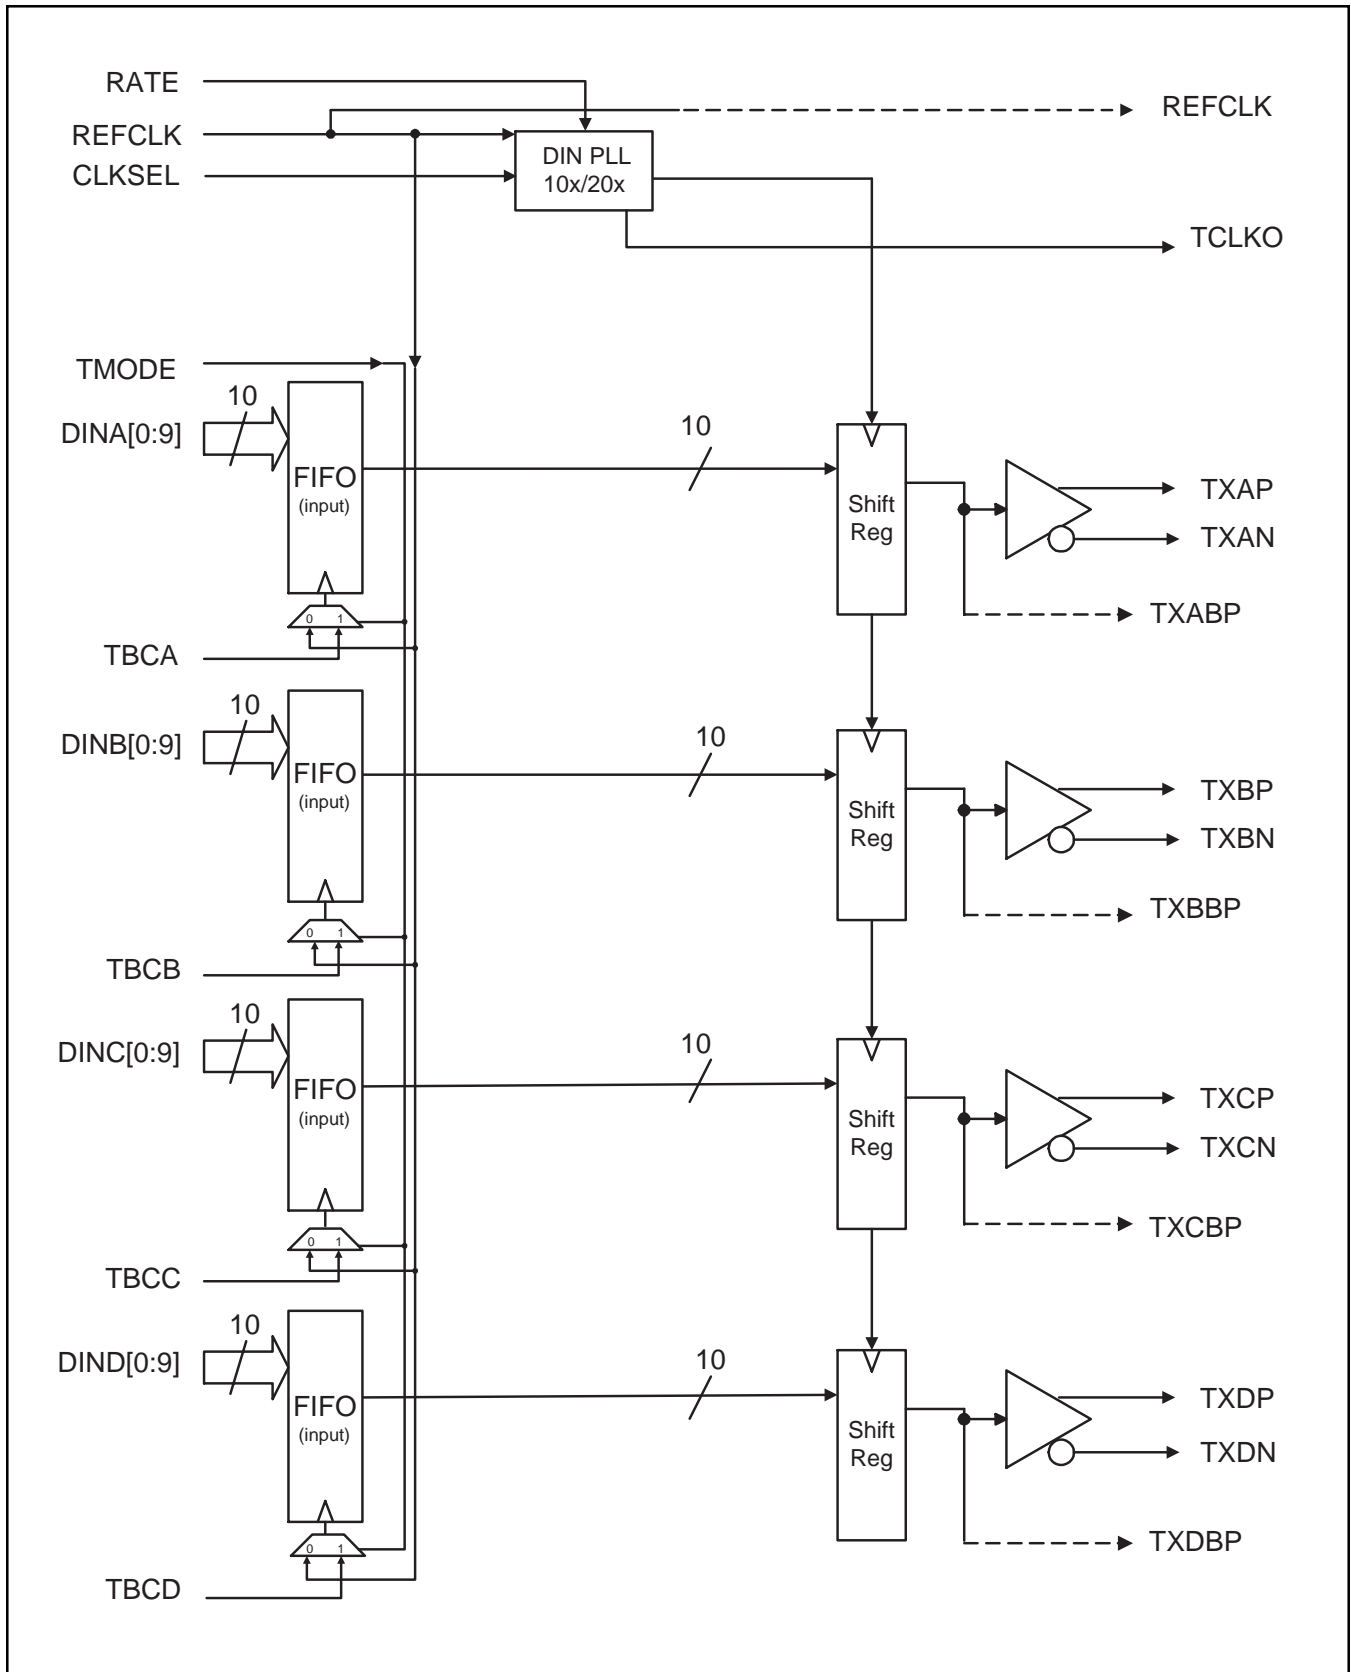 RATE
REFCLK
REFCLK
CLKSEL
DIN PLL
10x/20x
TCLKO
TMODE
10
DINA[0:9]
FIFO
(input)
10
Shift
Reg
TXAP
TXAN
TXABP
0 1
TBCA
10
DINB[0:9]
FIFO
(input)
10
Shift
Reg
TXBP
TXBN
TXBBP
0 1
TBCB
10
DINC[0:9]
FIFO
(input)
10
Shift
Reg
TXCP
TXCN
TXCBP
0 1
TBCC
10
DIND[0:9]
FIFO
(input)
10
Shift
Reg
TXDP
TXDN
TXDBP
0 1
TBCD